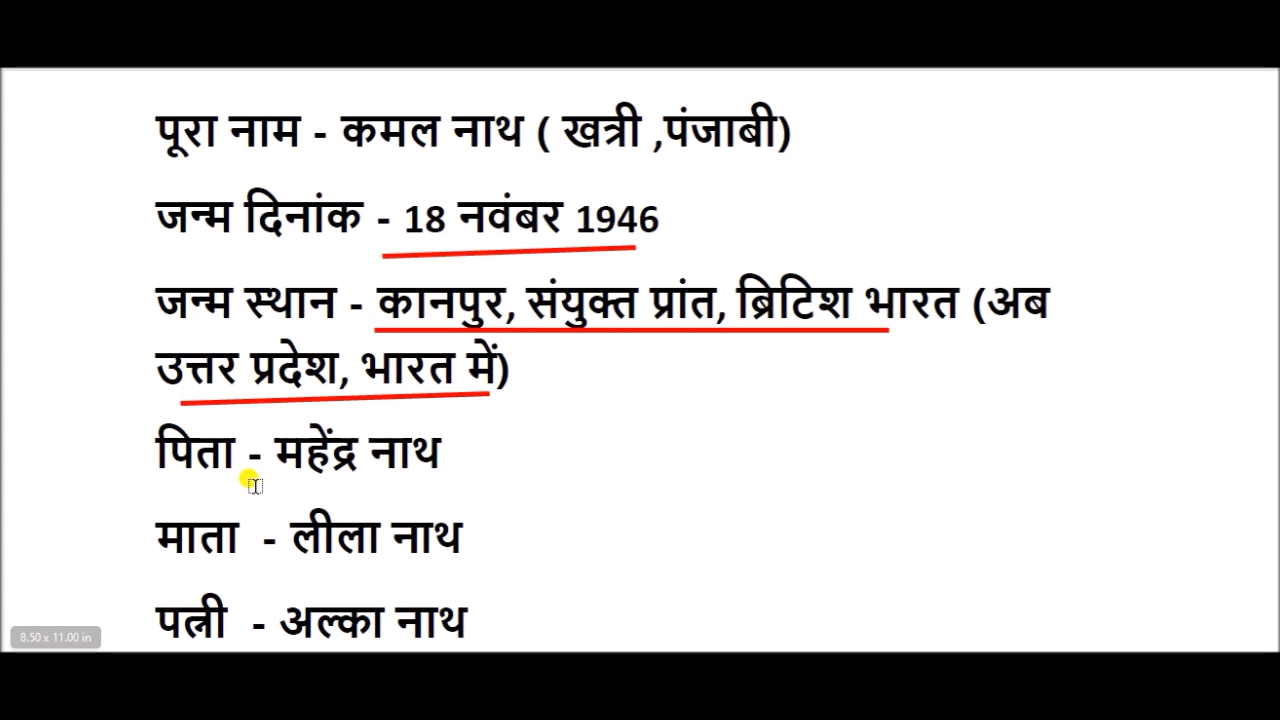 पूरा नाम - कमल नाथ ( खत्री ,पंजाबी)
जन्म दिनांक - 18 नवंबर 1946
जन्म स्थान - कानपुर, संयुक्त प्रांत, ब्रिटिश भारत (अब
उत्तर प्रदेश, भारत में)
पिता - महेंद्र नाथ
माता - लीला नाथ
पत्नी - अल्का नाथ
8.50 x 11.00 in